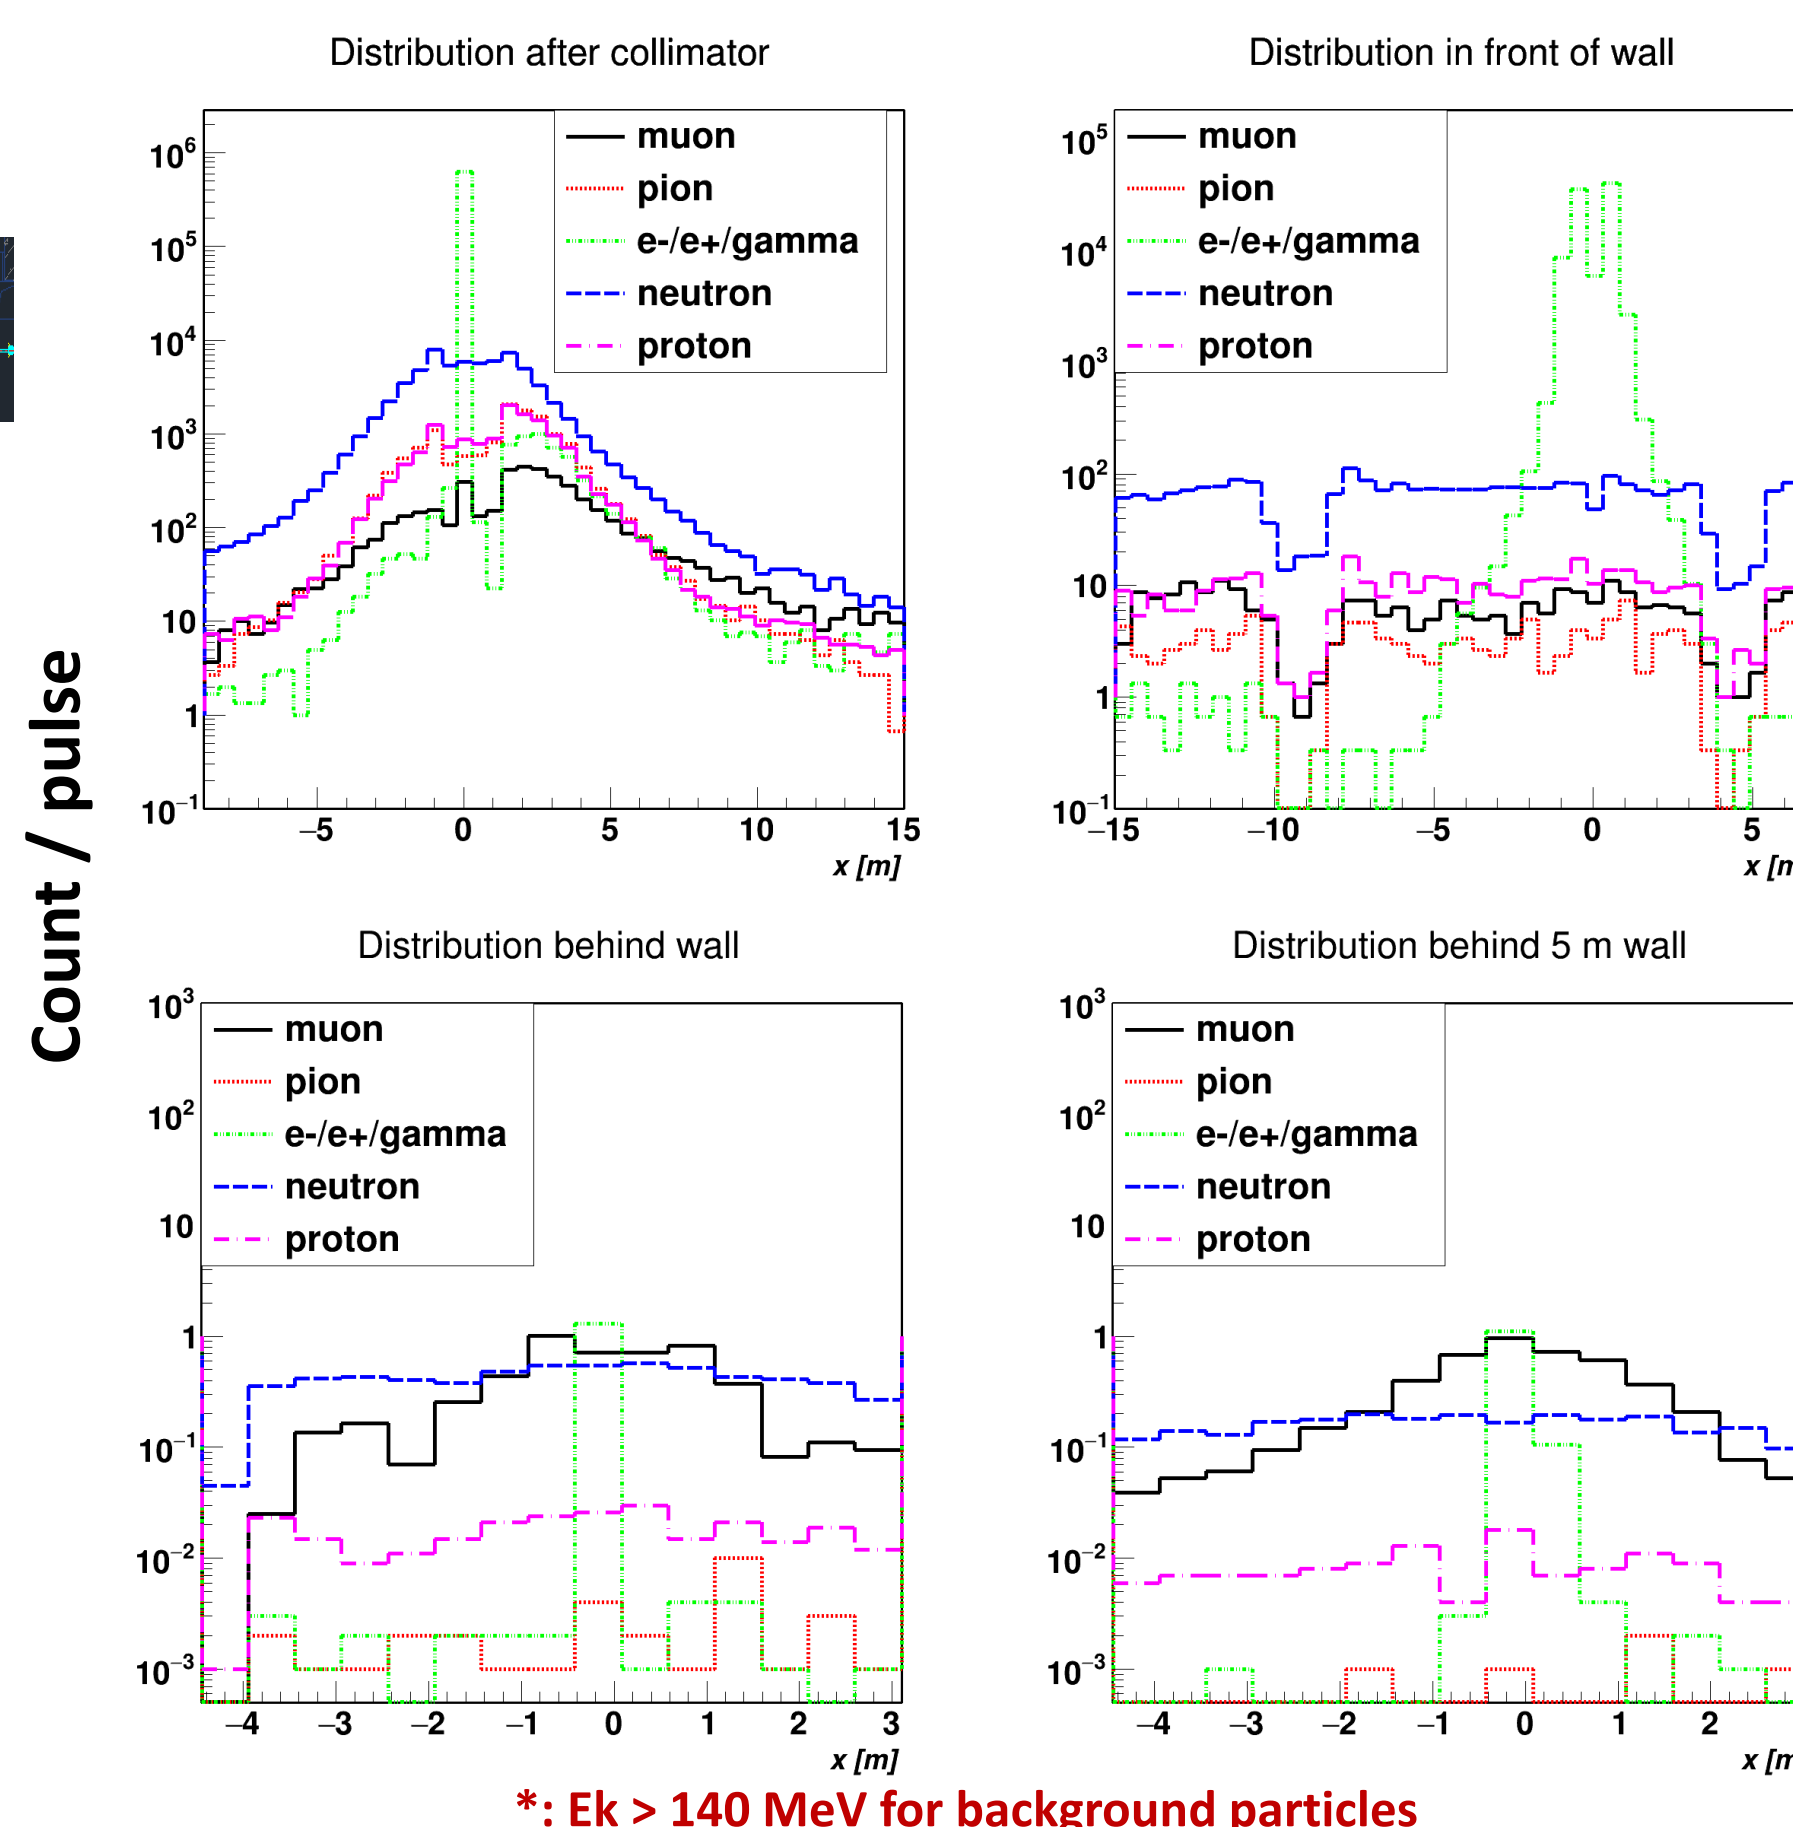 Count / pulse
Distribution after collimator
muon
pion
e-/e+/gamma
neutron
proton
10^6
10^5
10^4
10^3
10^2
10
1
10^−1
−5 0 5 10 15
x [m]
Distribution in front of wall
muon
pion
e-/e+/gamma
neutron
proton
10^5
10^4
10^3
10^2
10
1
10^−1
−15 −10 −5 0 5
x [m
Distribution behind wall
muon
pion
e-/e+/gamma
neutron
proton
10^3
10^2
10
1
10^−1
10^−2
10^−3
−4 −3 −2 −1 0 1 2 3
x [m]
Distribution behind 5 m wall
muon
pion
e-/e+/gamma
neutron
proton
10^3
10^2
10
1
10^−1
10^−2
10^−3
−4 −3 −2 −1 0 1 2
x [m
*: Ek > 140 MeV for background particles